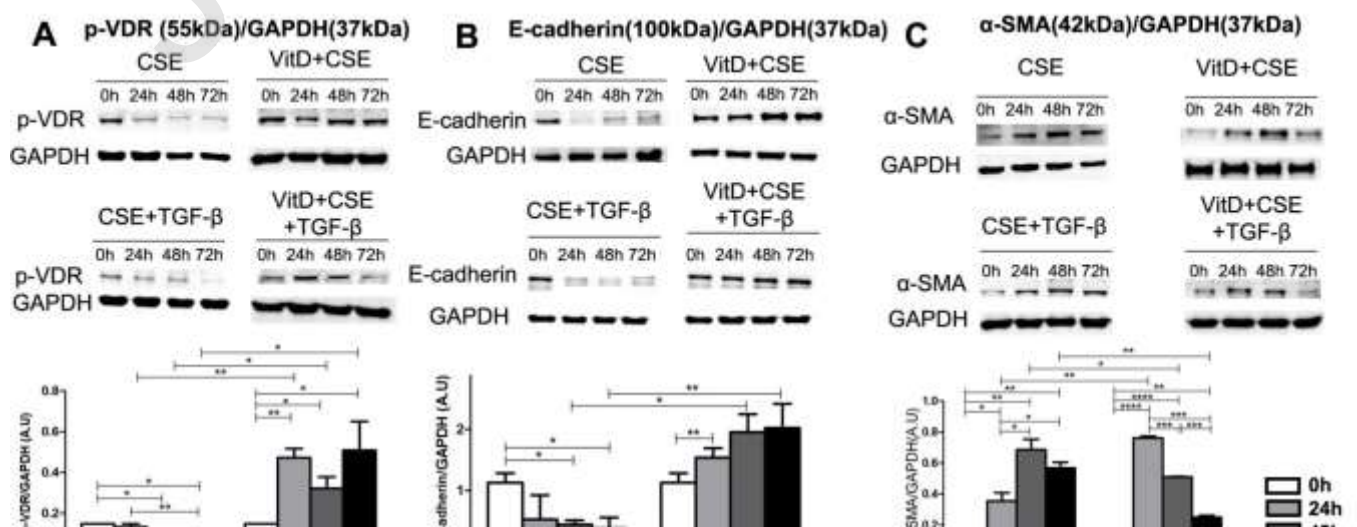 A p-VDR (55kDa)/GAPDH(37kDa)
CSE VitD+CSE
0h 24h 48h 72h 0h 24h 48h 72h
p-VDR
GAPDH
CSE+TGF-β VitD+CSE
+TGF-β
0h 24h 48h 72h 0h 24h 48h 72h
p-VDR
GAPDH
* 
*
**
*
*
**
*
*
**
0.8
0.6
0.4
0.2
-VDR/GAPDH (A.U)
B E-cadherin(100kDa)/GAPDH(37kDa)
CSE VitD+CSE
0h 24h 48h 72h 0h 24h 48h 72h
E-cadherin
GAPDH
CSE+TGF-β VitD+CSE
+TGF-β
0h 24h 48h 72h 0h 24h 48h 72h
E-cadherin
GAPDH
**
*
**
*
*
2
1
adherin/GAPDH (A.U)
C α-SMA(42kDa)/GAPDH(37kDa)
CSE VitD+CSE
0h 24h 48h 72h 0h 24h 48h 72h
α-SMA
GAPDH
CSE+TGF-β VitD+CSE
+TGF-β
0h 24h 48h 72h 0h 24h 48h 72h
α-SMA
GAPDH
**
*
**
**
**
*
*
*
**
****
****
***
*** ***
1.0
0.8
0.6
0.4
0.2
SMA/GAPDH(A.U)
0h
24h